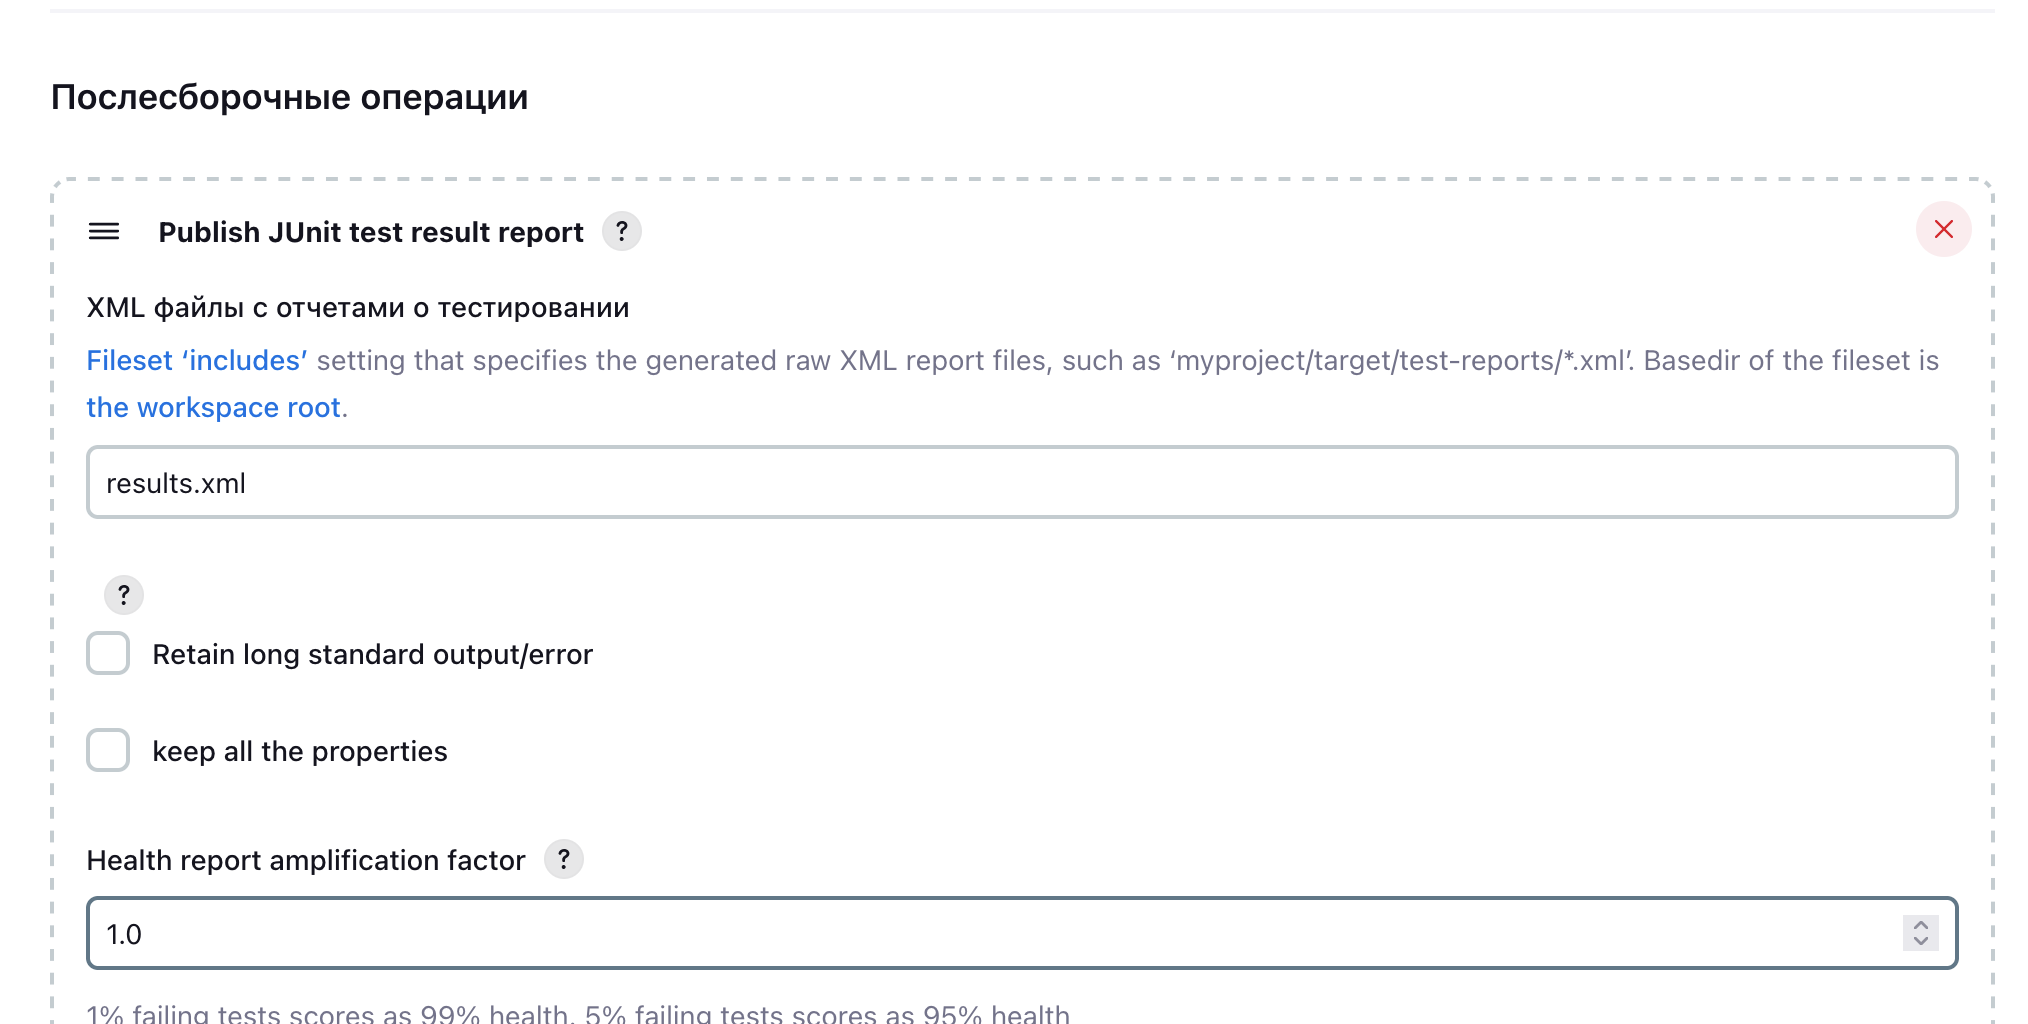 Послесборочные операции
Publish JUnit test result report ?
XML файлы с отчетами о тестировании
Fileset ‘includes’ setting that specifies the generated raw XML report files, such as ‘myproject/target/test-reports/*.xml’. Basedir of the fileset is
the workspace root.
results.xml
?
Retain long standard output/error
keep all the properties
Health report amplification factor ?
1.0
1% failing tests scores as 99% health. 5% failing tests scores as 95% health